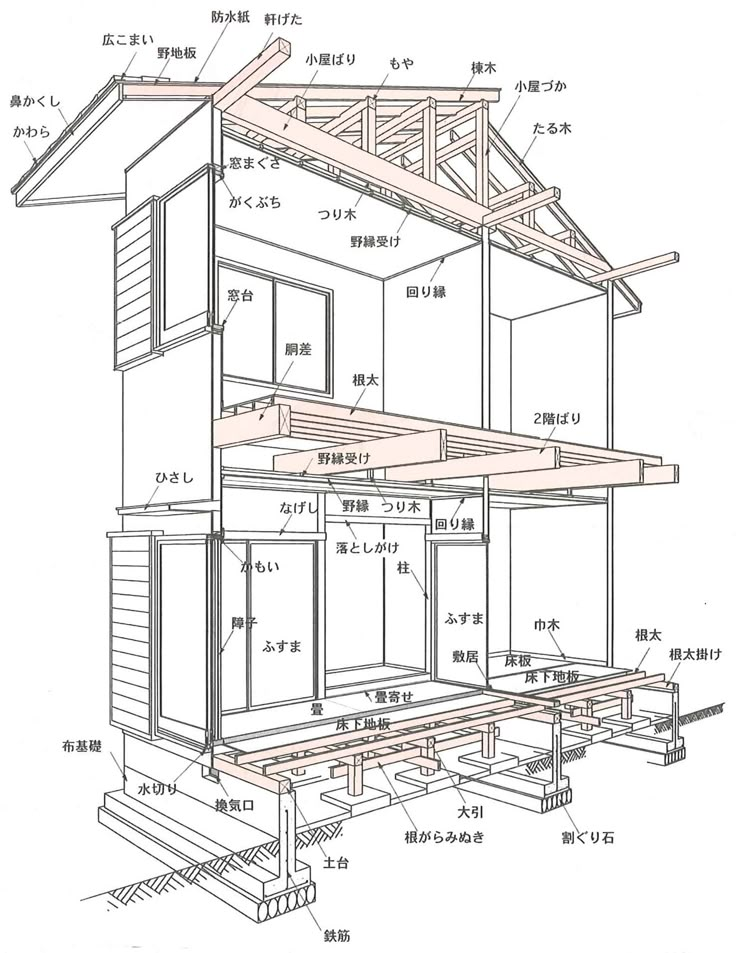 防水紙
軒げた
広こまい
野地板
小屋ばり
もや
棟木
小屋づか
鼻かくし
かわら
たる木
窓まぐさ
がくぶち
つり木
野縁受け
回り縁
窓台
胴差
根太
2階ばり
野縁受け
ひさし
野縁
つり木
なげし
回り縁
落としがけ
かもい
柱
障子
ふすま
ふすま
巾木
根太
敷居
床板
根太掛け
床下地板
畳寄せ
畳
床下地板
布基礎
水切り
換気口
大引
根がらみぬき
割ぐり石
土台
鉄筋